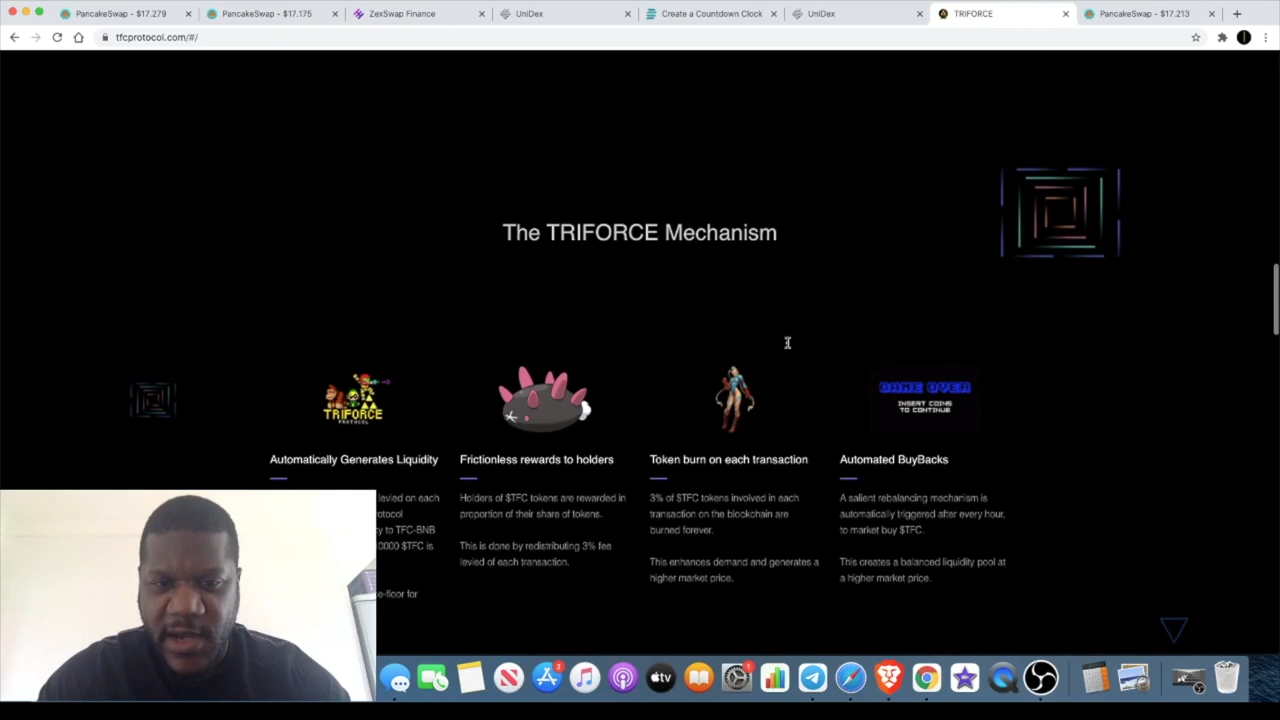 PancakeSwap - $17.279
PancakeSwap - $17.175
ZexSwap Finance
UniDex
Create a Countdown Clock
UniDex
TRIFORCE
PancakeSwap - $17.213
tfcprotocol.com/#/
The TRIFORCE Mechanism
TRIFORCE
PROTOCOL
GAME OVER
INSERT COINS
TO CONTINUE
Automatically Generates Liquidity
levied on each
otocol
y to TFC-BNB
0000 $TFC is
e-floor for
Frictionless rewards to holders
Holders of $TFC tokens are rewarded in
proportion of their share of tokens.
This is done by redistributing 3% fee
levied of each transaction.
Token burn on each transaction
3% of $TFC tokens involved in each
transaction on the blockchain are
burned forever.
This enhances demand and generates a
higher market price.
Automated BuyBacks
A salient rebalancing mechanism is
automatically triggered after every hour,
to market buy $TFC.
This creates a balanced liquidity pool at
a higher market price.
2
tv
1